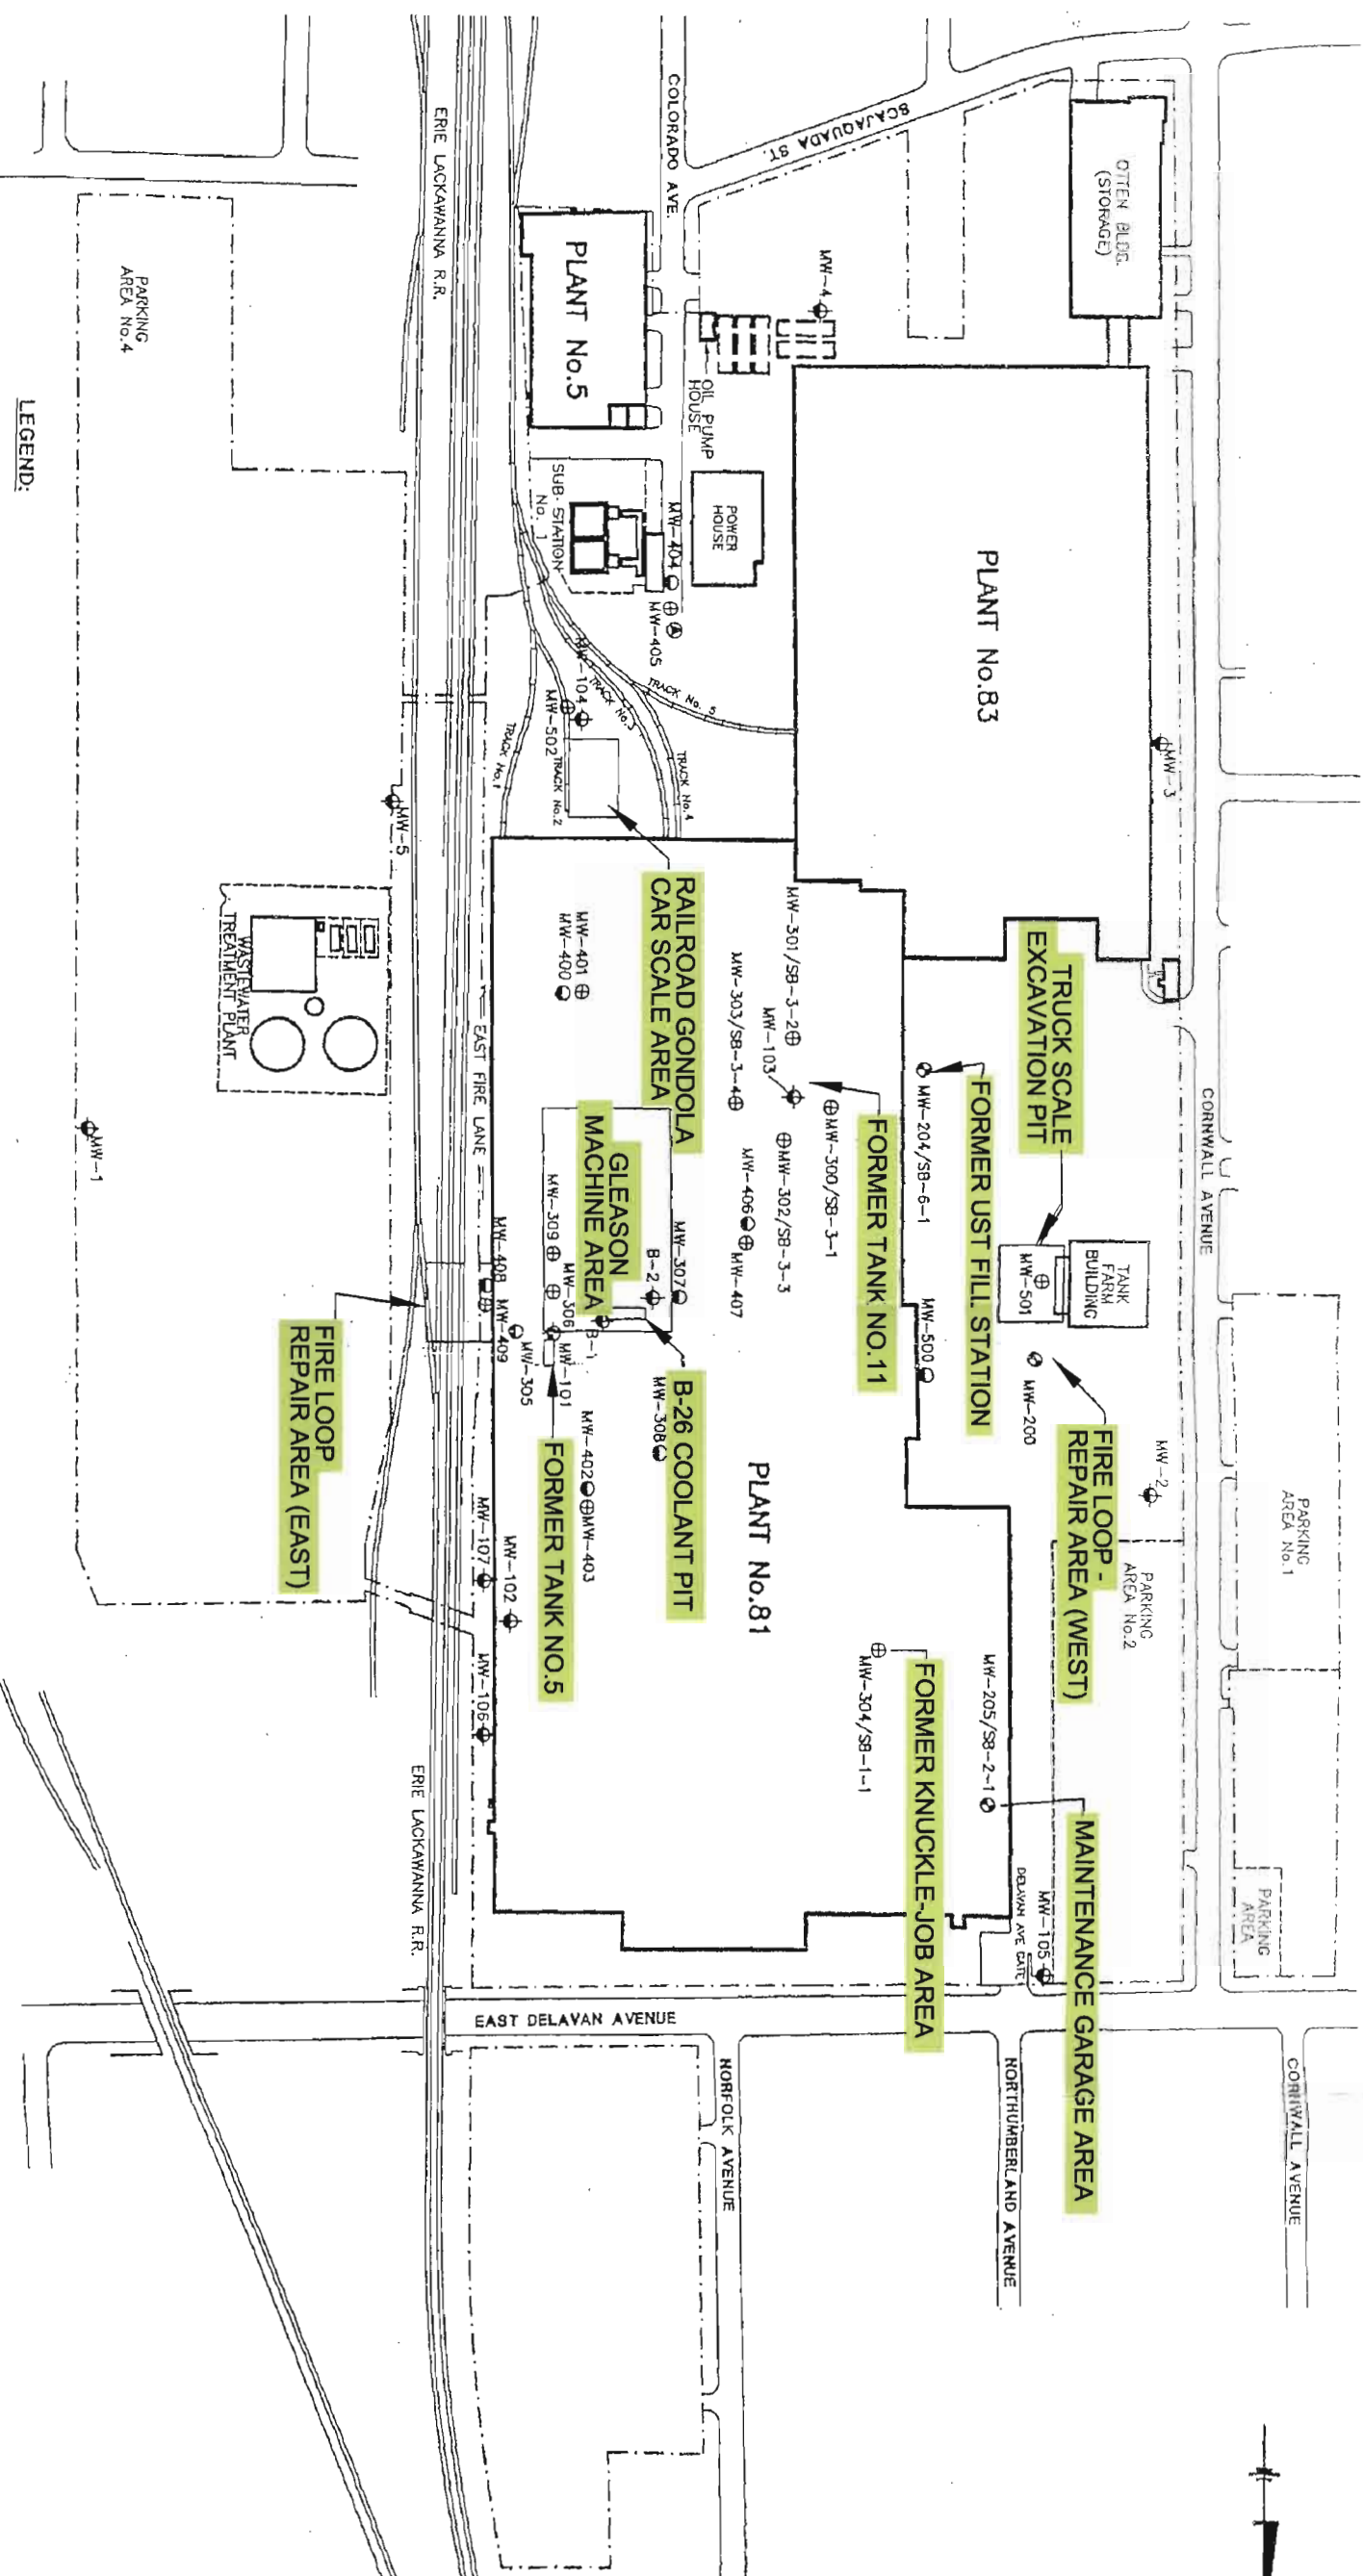 SCAJAQUADA ST.
COLORADO AVE.
ERIE LACKAWANNA R.R.
OTTEN BLDG.
(STORAGE)
PARKING
AREA No.4
LEGEND:
PLANT No.5
MW-4
OIL PUMP
HOUSE
POWER
HOUSE
SUB-STATION
No. 1
MW-404
A
MW-405
PLANT No.83
MW-3
MW-104
MW-502
TRACK No.3
TRACK No. 5
TRACK No.4
TRACK No.2
TRACK No.1
MW-5
WASTEWATER
TREATMENT PLANT
MW-1
EAST FIRE LANE
RAILROAD GONDOLA
CAR SCALE AREA
MW-401
MW-400
MW-301/SB-3-2
MW-103
MW-303/SB-3-4
MW-300/SB-3-1
MW-302/SB-3-3
MW-406
MW-407
FORMER TANK NO.11
MW-204/SB-6-1
FORMER UST FILL STATION
TRUCK SCALE
EXCAVATION PIT
CORNWALL AVENUE
TANK
FARM
BUILDING
MW-501
MW-500
MW-200
FIRE LOOP -
REPAIR AREA (WEST)
MW-2
PARKING
AREA No.1
PARKING
AREA No.2
GLEASON
MACHINE AREA
MW-307
B-2
B-1
MW-309
MW-306
MW-101
MW-305
MW-408
MW-409
B-26 COOLANT PIT
MW-308
MW-402
MW-403
FORMER TANK NO.5
FIRE LOOP
REPAIR AREA (EAST)
MW-107
MW-102
MW-106
PLANT No.81
MW-304/SB-1-1
FORMER KNUCKLE-JOB AREA
MW-205/SB-2-1
MAINTENANCE GARAGE AREA
DELAVAN AVE GATE
MW-105
PARKING
AREA
ERIE LACKAWANNA R.R.
EAST DELAVAN AVENUE
NORFOLK AVENUE
NORTHUMBERLAND AVENUE
CORNWALL AVENUE